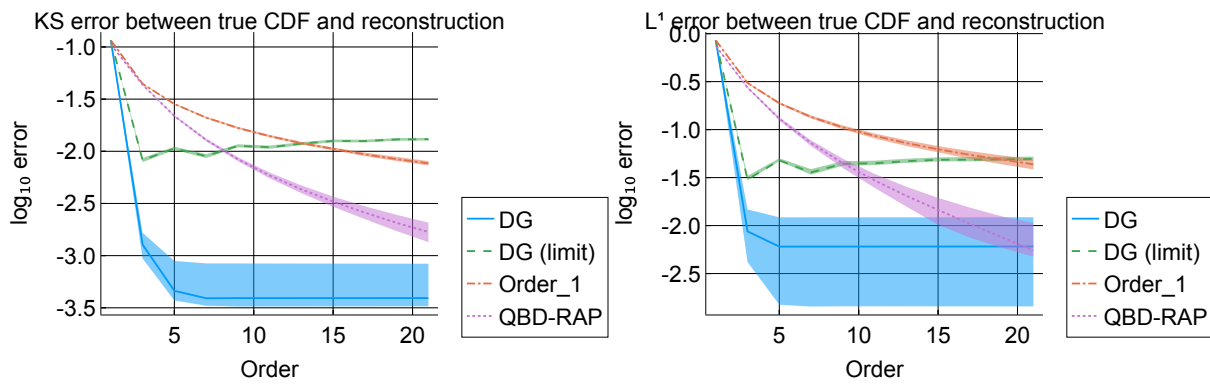 KS error between true CDF and reconstruction
-1.0
-1.5
-2.0
-2.5
-3.0
-3.5
log₁₀ error
5
10
15
20
Order
DG
DG (limit)
Order_1
QBD-RAP
L¹ error between true CDF and reconstruction
0.0
-0.5
-1.0
-1.5
-2.0
-2.5
log₁₀ error
5
10
15
20
Order
DG
DG (limit)
Order_1
QBD-RAP